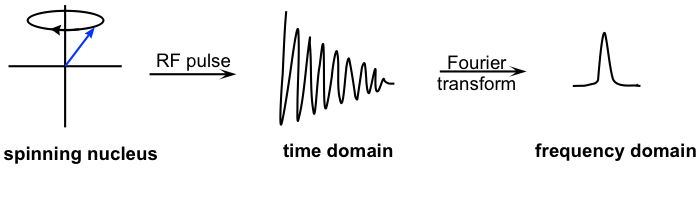 RF pulse
Fourier
transform
spinning nucleus
time domain
frequency domain